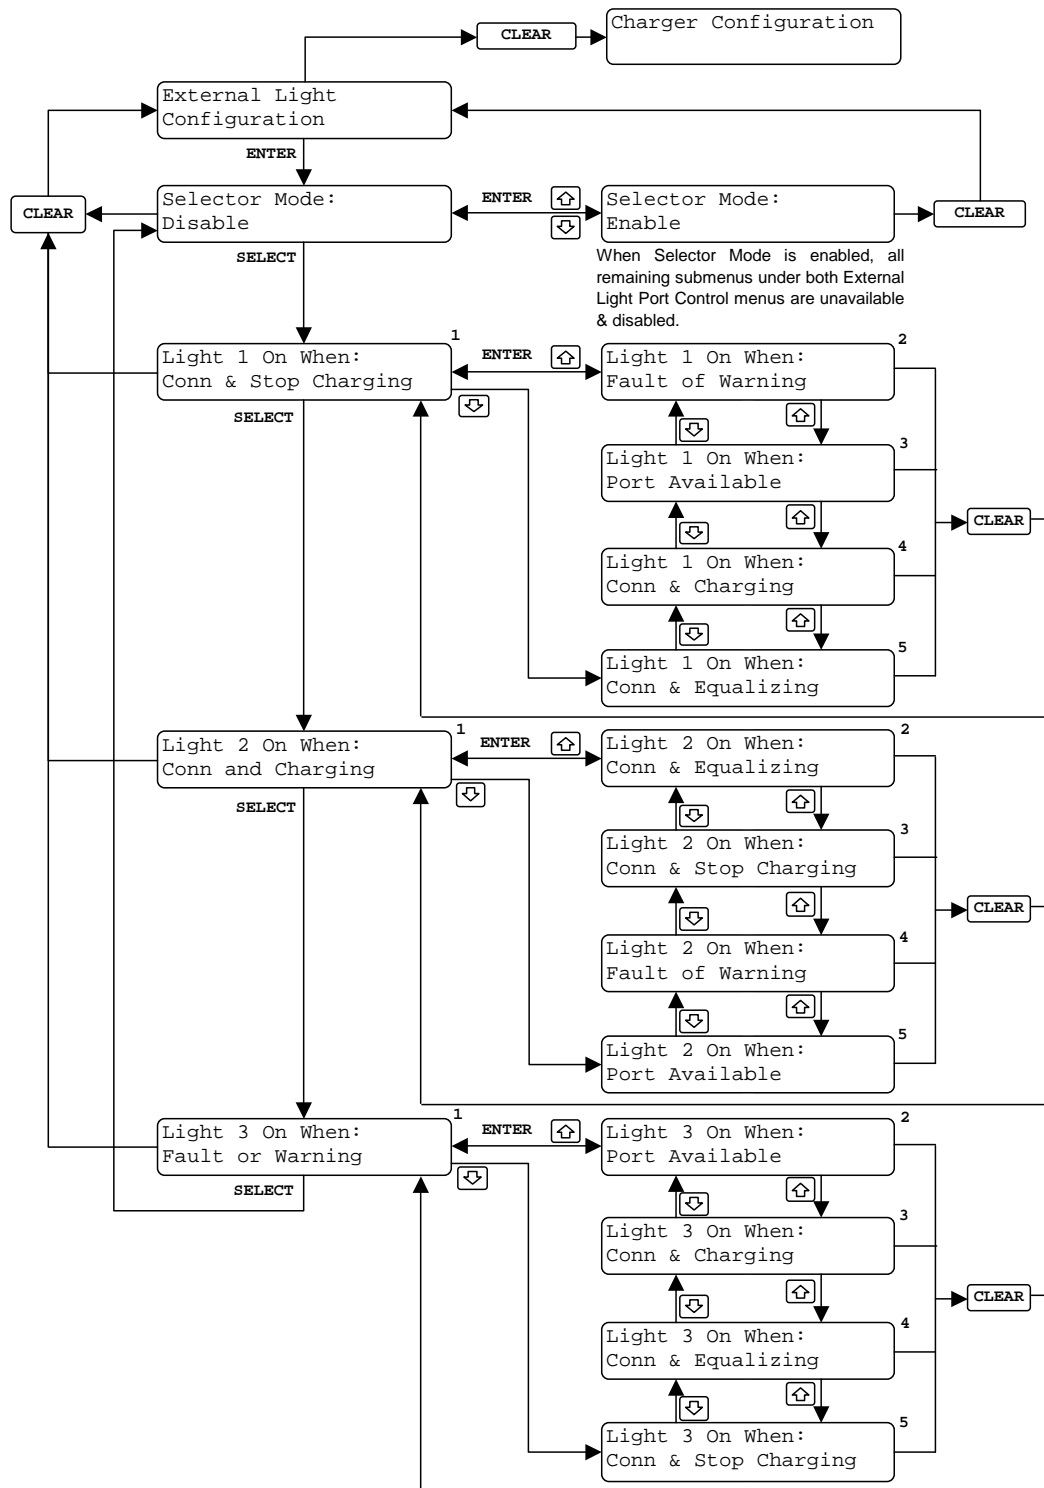 CLEAR
Charger Configuration
External Light
Configuration
ENTER
CLEAR
Selector Mode:
Disable
ENTER
Selector Mode:
Enable
CLEAR
SELECT
When Selector Mode is enabled, all
remaining submenus under both External
Light Port Control menus are unavailable
& disabled.
1
Light 1 On When:
Conn & Stop Charging
ENTER
2
Light 1 On When:
Fault of Warning
SELECT
3
Light 1 On When:
Port Available
CLEAR
4
Light 1 On When:
Conn & Charging
5
Light 1 On When:
Conn & Equalizing
1
Light 2 On When:
Conn and Charging
ENTER
2
Light 2 On When:
Conn & Equalizing
SELECT
3
Light 2 On When:
Conn & Stop Charging
CLEAR
4
Light 2 On When:
Fault of Warning
5
Light 2 On When:
Port Available
1
Light 3 On When:
Fault or Warning
ENTER
2
Light 3 On When:
Port Available
SELECT
3
Light 3 On When:
Conn & Charging
CLEAR
4
Light 3 On When:
Conn & Equalizing
5
Light 3 On When:
Conn & Stop Charging